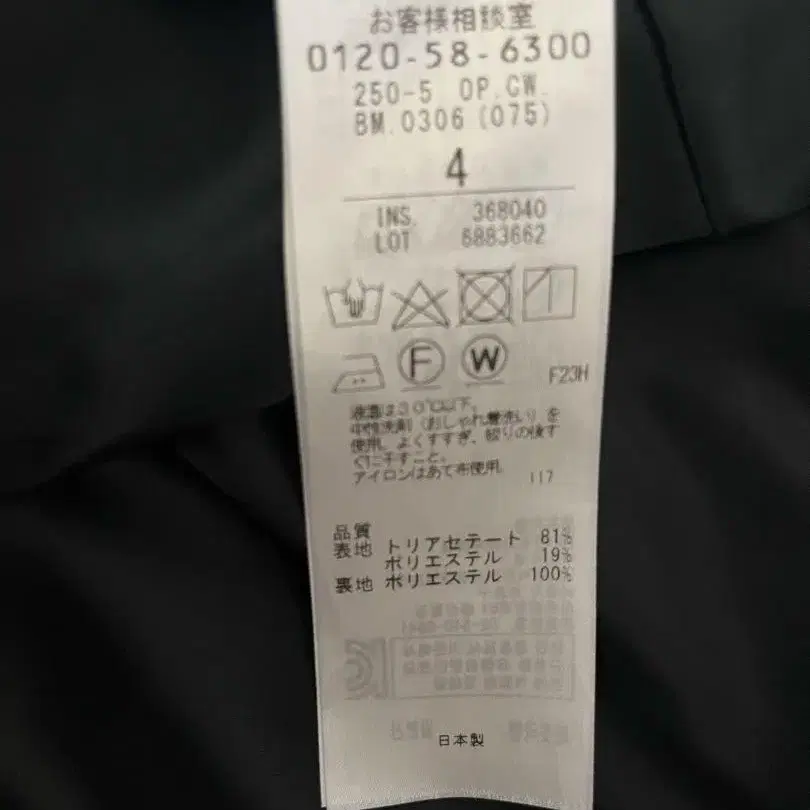 お客様相談室
0120-58-6300
250-5 OP.CW.
BM.0306(075)
4
INS. 368040
LOT 6883662
F W
F23H
液温は30℃以下。
中性洗剤(おしゃれ着洗い)を
使用。よくすすぎ、絞りの後す
ぐに干すこと。
アイロンはあて布使用。
117
品質
表地 トリアセテート 81%
ポリエステル 19%
裏地 ポリエステル 100%
日本製